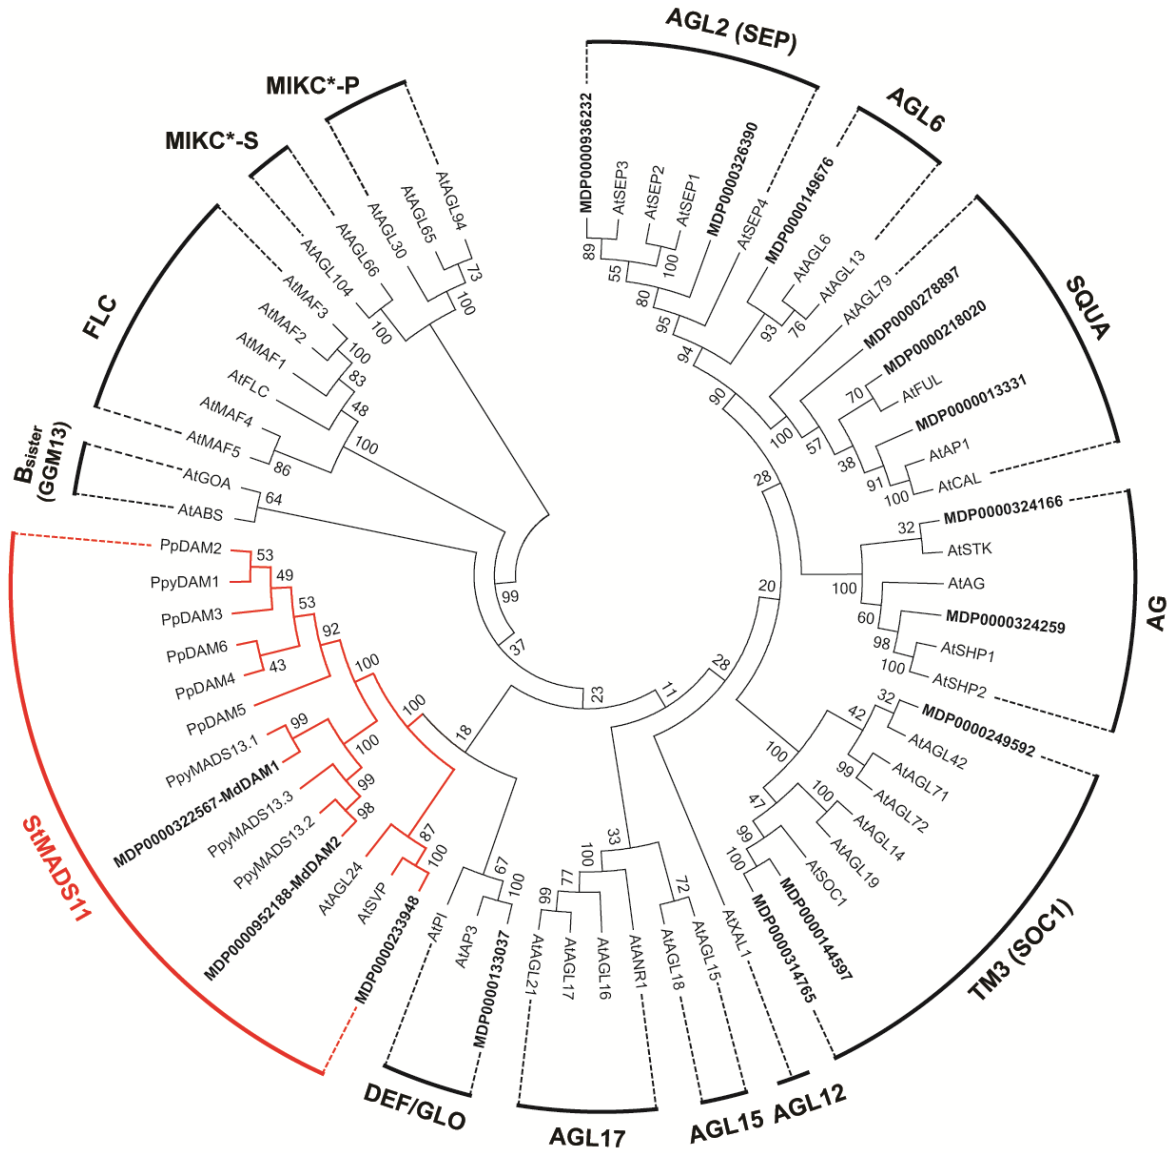 AGL2 (SEP)
MDP0000936232
AtSEP3
AtSEP2
AtSEP1
MDP0000326390
AtSEP4
89
55
100
80
95
94
AGL6
MDP0000149676
AtAGL6
AtAGL13
93
76
90
SQUA
AtAGL79
MDP0000278897
MDP0000218020
AtFUL
MDP0000013331
AtAP1
AtCAL
100
57
70
38
91
100
28
AG
MDP0000324166
AtSTK
AtAG
MDP0000324259
AtSHP1
AtSHP2
32
100
60
98
100
20
TM3 (SOC1)
MDP0000249592
AtAGL42
AtAGL71
AtAGL72
AtAGL14
AtAGL19
AtSOC1
MDP0000144597
MDP0000314765
32
42
99
100
100
47
99
100
28
AGL12
AtXAL1
11
AGL15
AtAGL15
AtAGL18
72
33
AGL17
AtANR1
AtAGL16
AtAGL17
AtAGL21
100
77
66
23
DEF/GLO
MDP0000133037
AtAP3
AtPI
67
100
18
StMADS11
MDP0000233948
AtSVP
AtAGL24
MDP0000952188-MdDAM2
PpyMADS13.2
PpyMADS13.3
MDP0000322567-MdDAM1
PpyMADS13.1
PpDAM5
PpDAM4
PpDAM6
PpDAM3
PpyDAM1
PpDAM2
87
100
100
98
99
99
100
100
92
43
53
49
53
37
Bsister
(GGM13)
AtABS
AtGOA
64
99
FLC
AtMAF5
AtMAF4
AtFLC
AtMAF1
AtMAF2
AtMAF3
86
100
48
83
100
MIKC*-S
AtAGL104
AtAGL66
100
MIKC*-P
AtAGL30
AtAGL65
AtAGL94
73
100